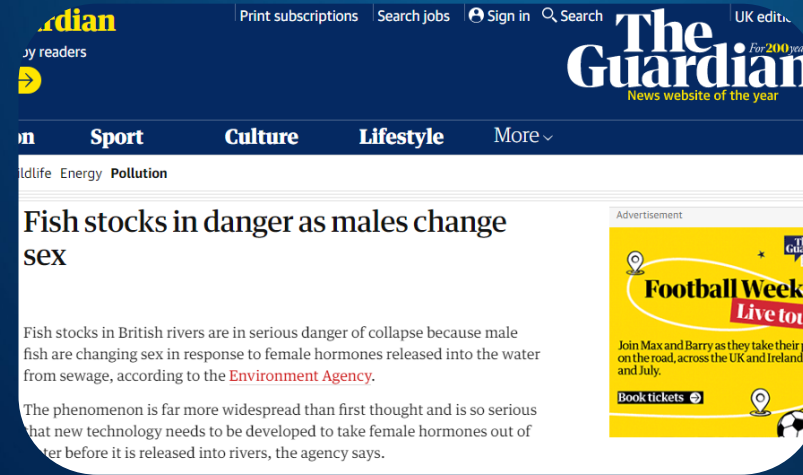 rdian
Print subscriptions
Search jobs
Sign in
Search
UK
by readers
The
Guardian
For 200
News website of the year
Sport
Culture
Lifestyle
More
Wildlife
Energy
Pollution
Fish stocks in danger as males change
sex
Fish stocks in British rivers are in serious danger of collapse because male
fish are changing sex in response to female hormones released into the water
from sewage, according to the Environment Agency.
The phenomenon is far more widespread than first thought and is so serious
that new technology needs to be developed to take female hormones out of
water before it is released into rivers, the agency says.
Advertisement
Football Week
Live tou
Join Max and Barry as they take their
on the road, across the UK and Ireland
and July.
Book tickets